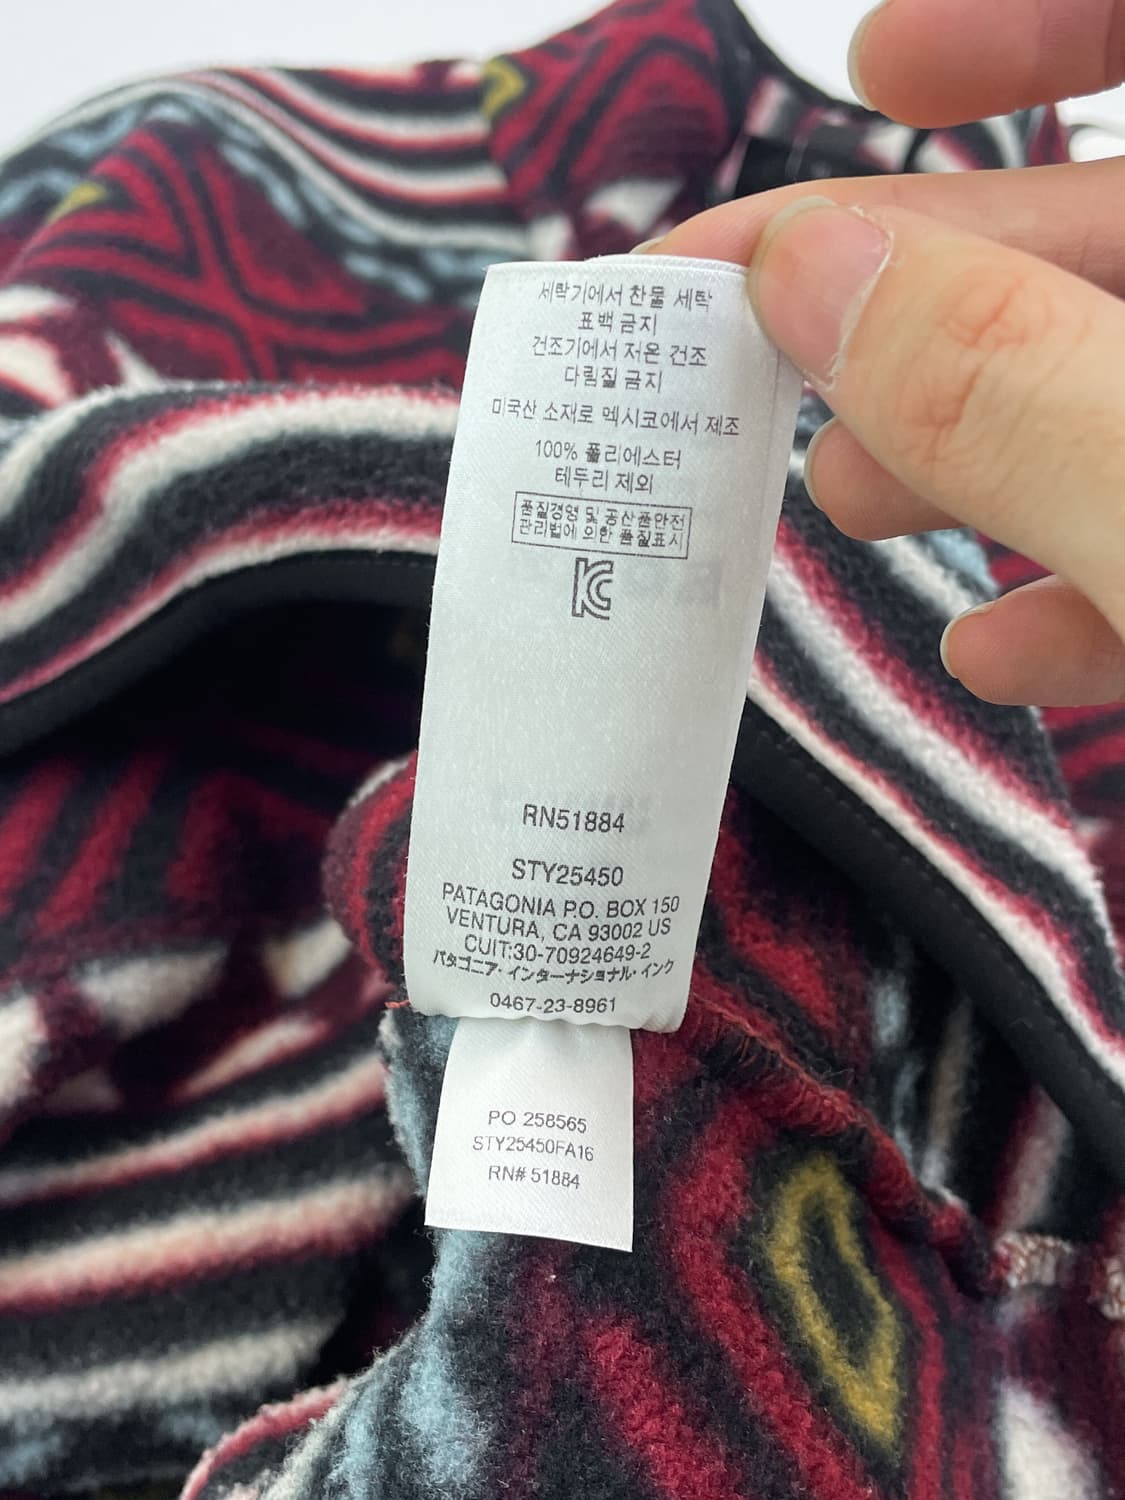 세탁기에서 찬물 세탁
표백 금지
건조기에서 저온 건조
다림질 금지
미국산 소재로 멕시코에서 제조
100% 폴리에스터
테두리 제외
품질경영 및 공산품안전
관리법에 의한 품질표시
KC
RN51884
STY25450
PATAGONIA P.O. BOX 150
VENTURA, CA 93002 US
CUIT:30-70924649-2
パタゴニア・インターナショナル・インク
0467-23-8961
PO 258565
STY25450FA16
RN# 51884